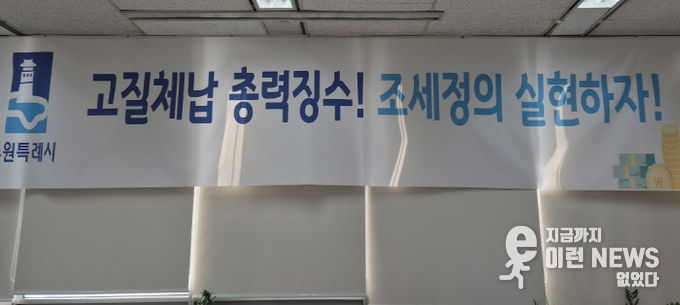 고질체납 총력징수! 조세정의 실현하자!
수원특례시
e 지금까지
이런 NEWS
없었다